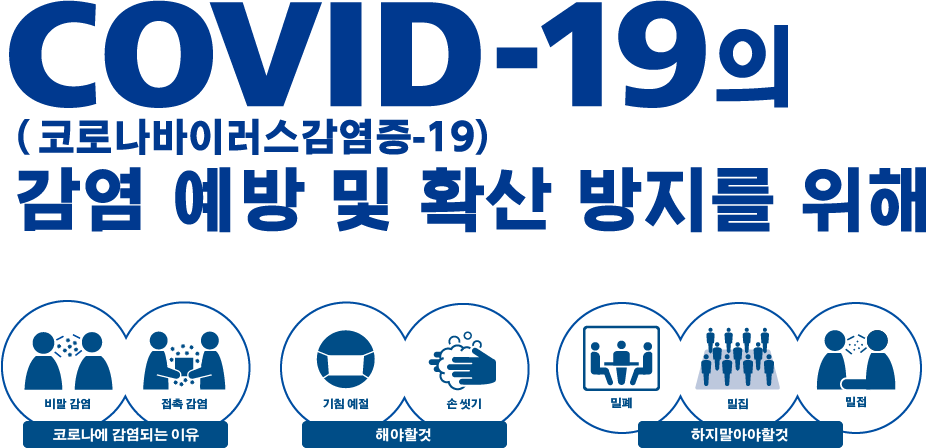 COVID-19의
(코로나바이러스감염증-19)
감염 예방 및 확산 방지를 위해
비말 감염
접촉 감염
코로나에 감염되는 이유
기침 예절
손 씻기
해야할것
밀폐
밀집
밀접
하지말아야할것